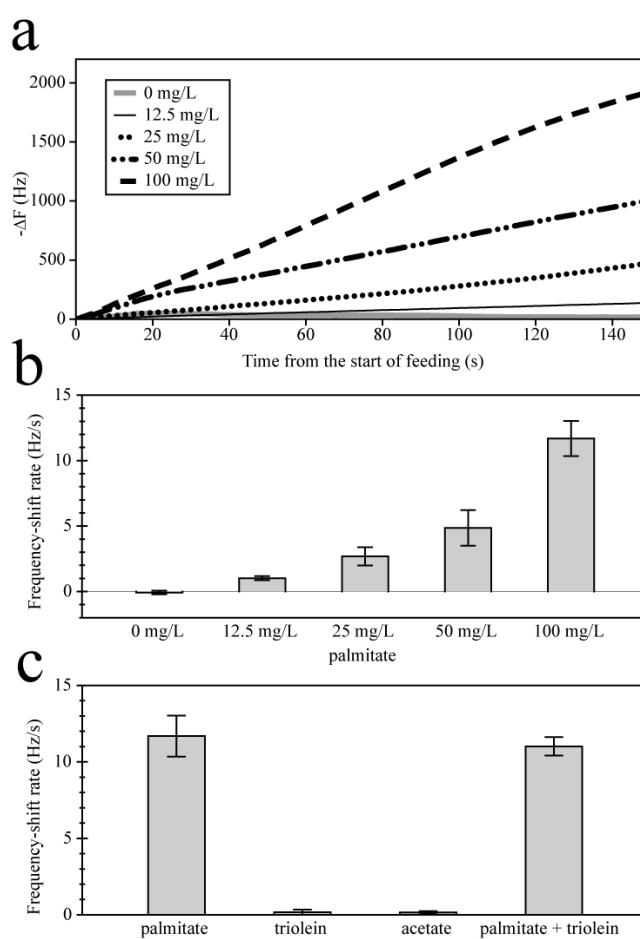 a
2000
1500
1000
500
0
-ΔF (Hz)
0 mg/L
12.5 mg/L
25 mg/L
50 mg/L
100 mg/L
0 20 40 60 80 100 120 140
Time from the start of feeding (s)
b
15
10
5
0
Frequency-shift rate (Hz/s)
0 mg/L 12.5 mg/L 25 mg/L 50 mg/L 100 mg/L
palmitate
c
15
10
5
0
Frequency-shift rate (Hz/s)
palmitate triolein acetate palmitate + triolein